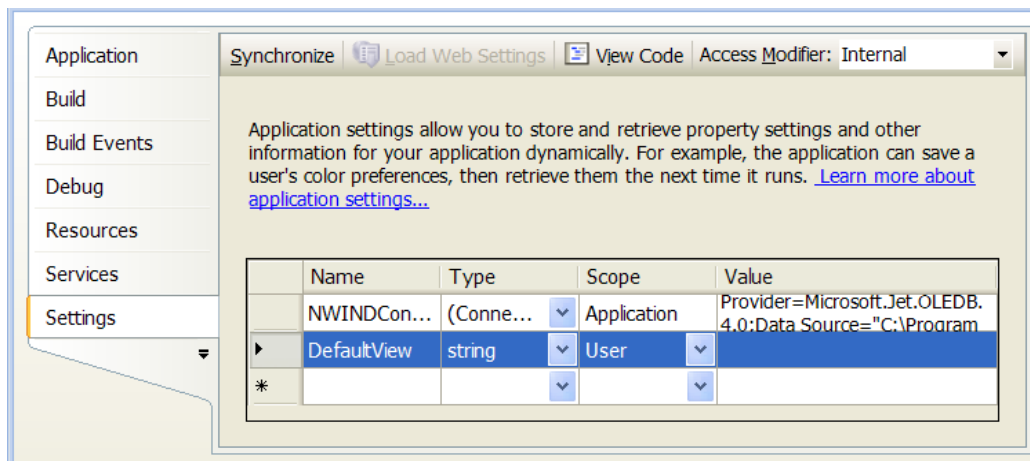 Application
Build
Build Events
Debug
Resources
Services
Settings
Synchronize Load Web Settings View Code Access Modifier: Internal
Application settings allow you to store and retrieve property settings and other
information for your application dynamically. For example, the application can save a
user's color preferences, then retrieve them the next time it runs. Learn more about
application settings...
Name Type Scope Value
NWINDCon... (Conne... Application Provider=Microsoft.Jet.OLEDB.
4.0;Data Source="C:\Program
DefaultView string User
*